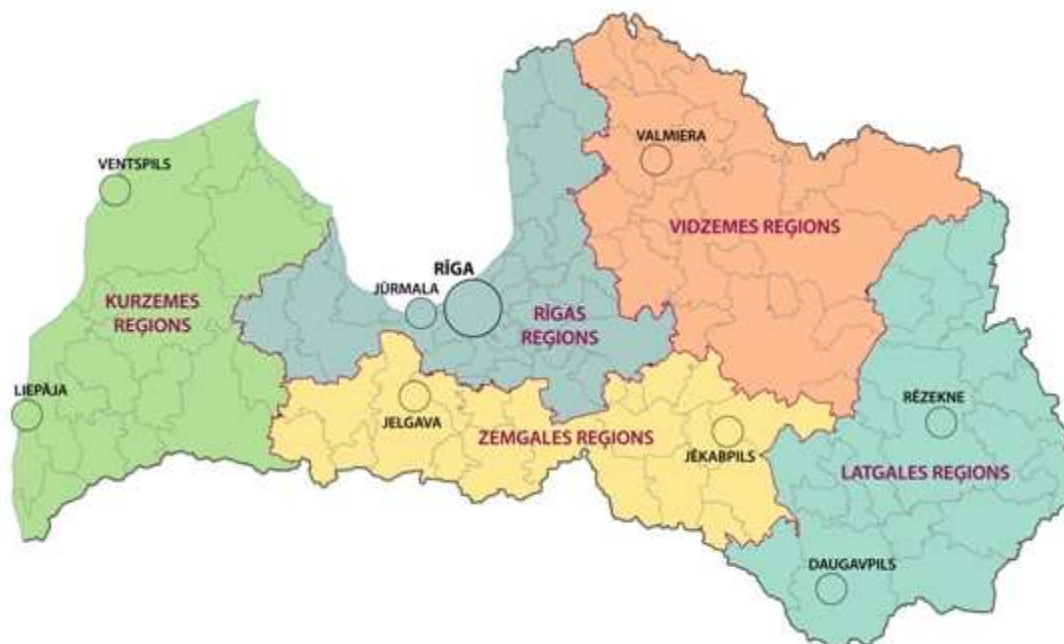 VALMIERA
VENTSPILS
VIDZEMES REĢIONS
RĪGA
JŪRMALA
KURZEMES
REĢIONS
RĪGAS
REĢIONS
LIEPĀJA
RĒZEKNE
JELGAVA
ZEMGALES REĢIONS
JĒKABPILS
LATGALES REĢIONS
DAUGAVPILS